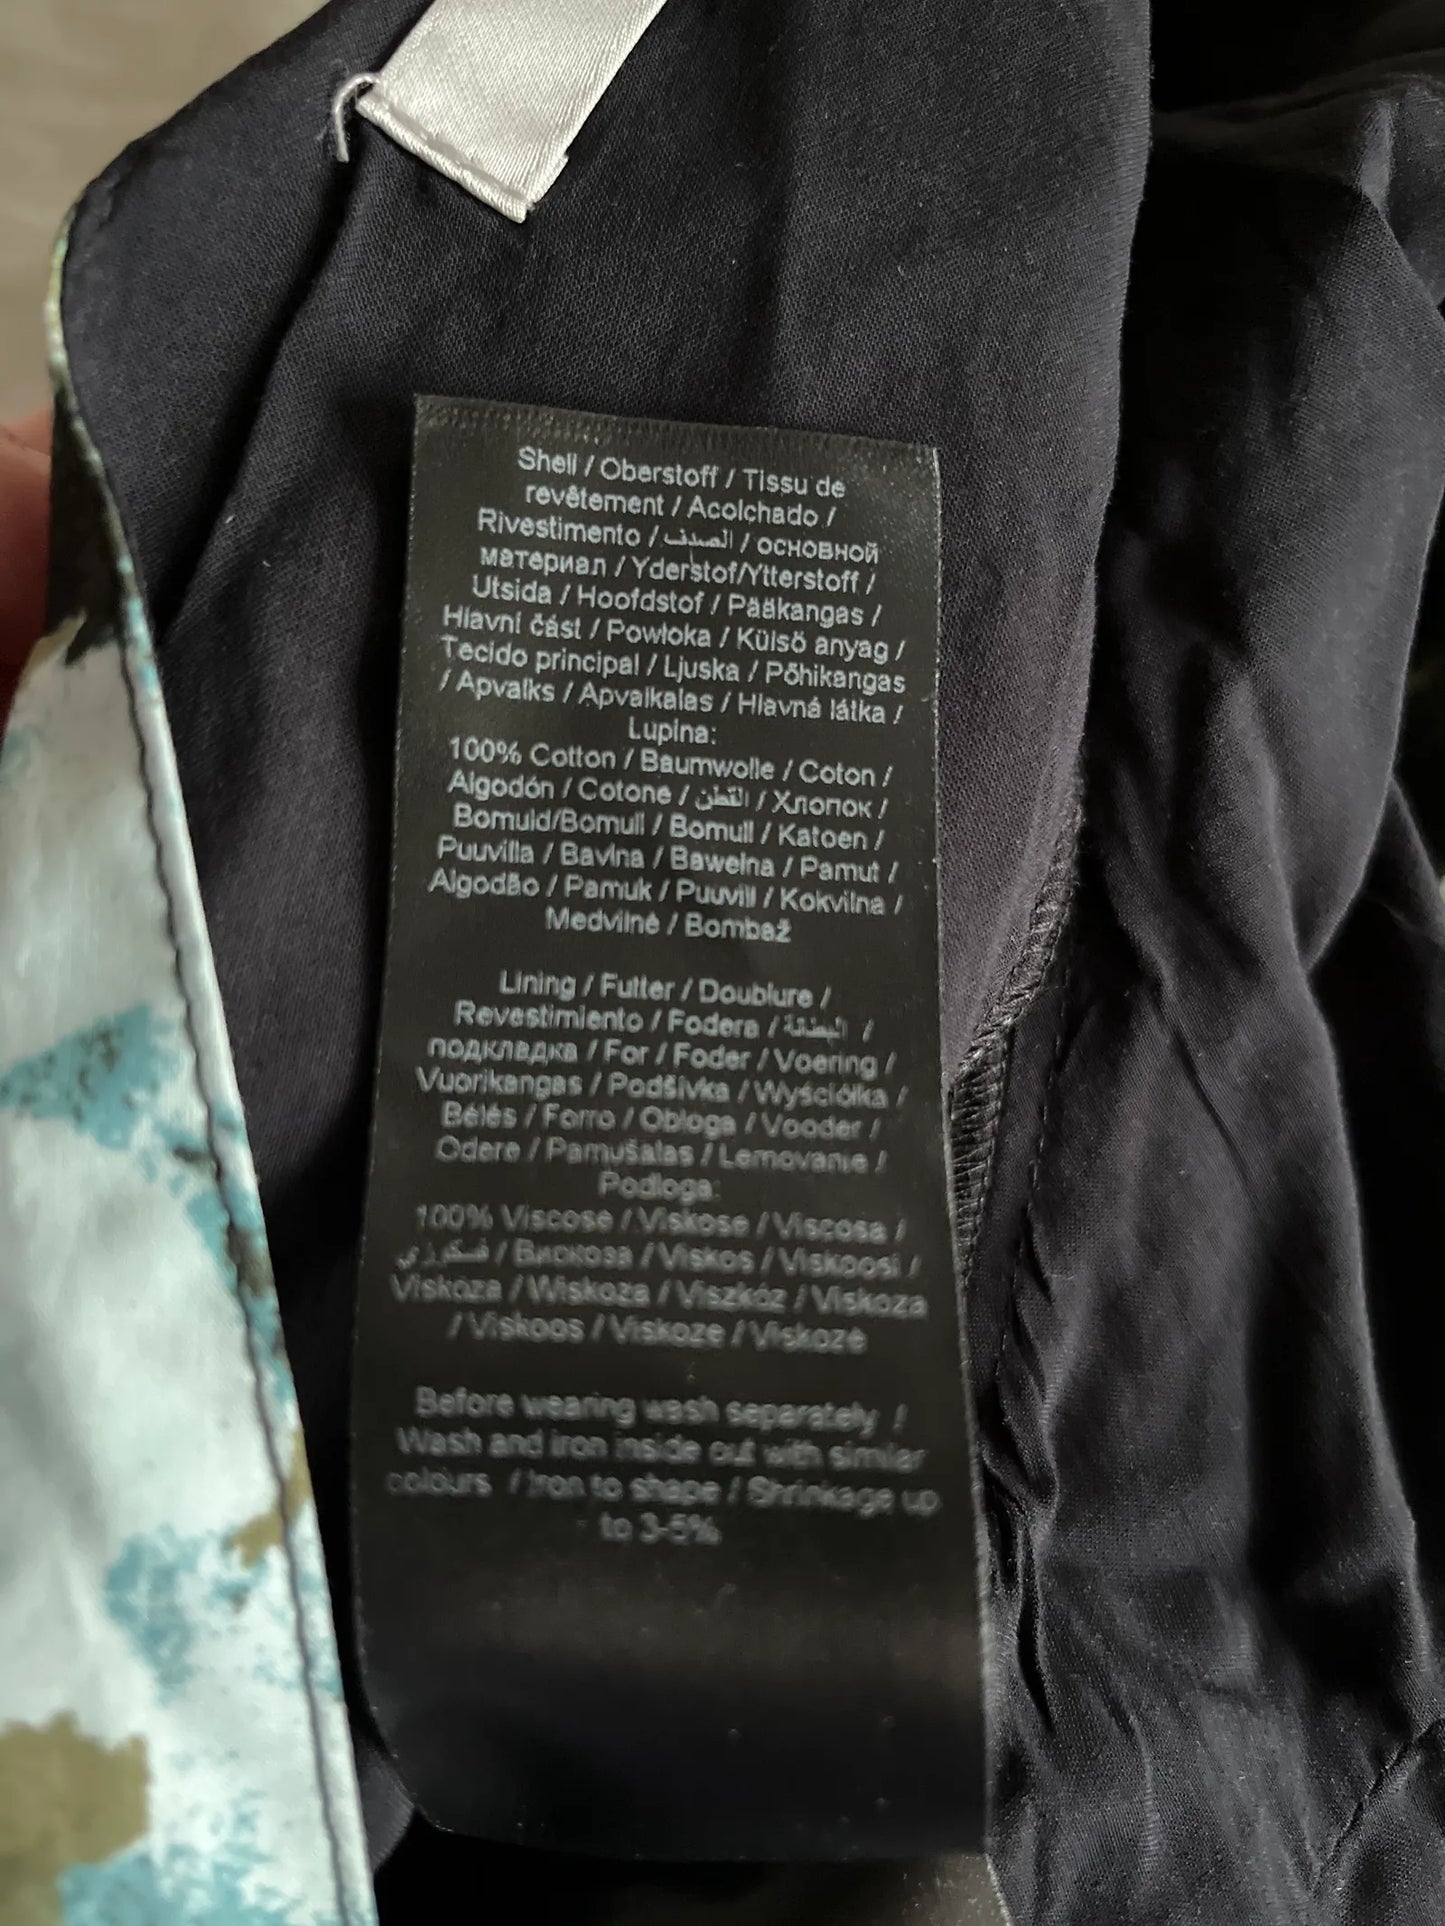 Shell / Oberstoff / Tissu de
revêtement / Acolchado /
Rivestimento / الصدف / основной
материал / Yderstof/Ytterstoff /
Utsida / Hoofdstof / Pääkangas /
Hlavní část / Powłoka / Külsö anyag /
Tecido principal / Ljuska / Põhikangas
/ Apvalks / Apvalkalas / Hlavná látka /
Lupina:
100% Cotton / Baumwolle / Coton /
Algodón / Cotone / القطن / Хлопок /
Bomuld/Bomull / Bomull / Katoen /
Puuvilla / Bavlna / Bawełna / Pamut /
Algodão / Pamuk / Puuvill / Kokvilna /
Medvilnė / Bombaž
Lining / Futter / Doublure /
Revestimiento / Fodera / البطانة /
подкладка / For / Foder / Voering /
Vuorikangas / Podšívka / Wyściółka /
Bélés / Forro / Obloga / Vooder /
Odere / Pamušalas / Lemovanie /
Podloga:
100% Viscose / Viskose / Viscosa /
فسكوزي / Вискоза / Viskos / Viskoosi /
Viskoza / Wiskoza / Viszkóz / Viskoza
/ Viskoos / Viskoze / Viskozė
Before wearing wash separately /
Wash and iron inside out with similar
colours / Iron to shape / Shrinkage up
to 3-5%